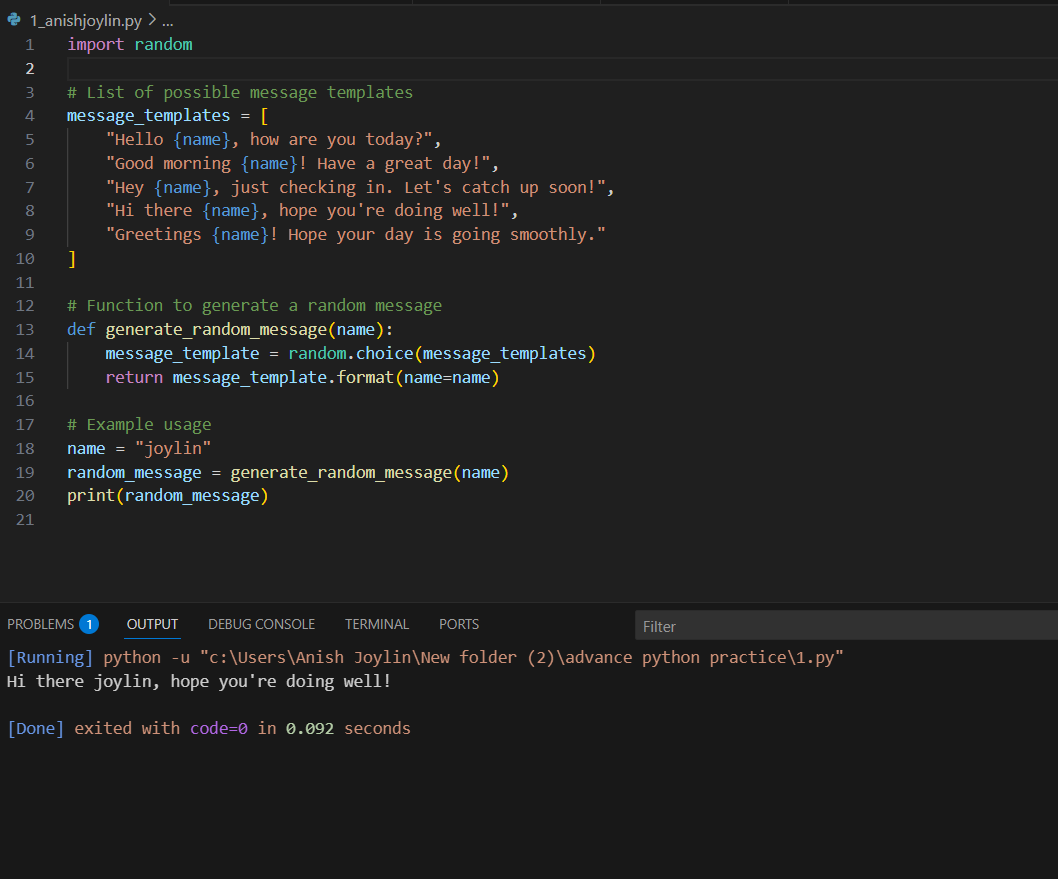 1_anishjoylin.py > ...
1 import random
2
3 # List of possible message templates
4 message_templates = [
5     "Hello {name}, how are you today?",
6     "Good morning {name}! Have a great day!",
7     "Hey {name}, just checking in. Let's catch up soon!",
8     "Hi there {name}, hope you're doing well!",
9     "Greetings {name}! Hope your day is going smoothly."
10 ]
11
12 # Function to generate a random message
13 def generate_random_message(name):
14     message_template = random.choice(message_templates)
15     return message_template.format(name=name)
16
17 # Example usage
18 name = "joylin"
19 random_message = generate_random_message(name)
20 print(random_message)
21
PROBLEMS 1 OUTPUT DEBUG CONSOLE TERMINAL PORTS Filter
[Running] python -u "c:\Users\Anish Joylin\New folder (2)\advance python practice\1.py"
Hi there joylin, hope you're doing well!
[Done] exited with code=0 in 0.092 seconds